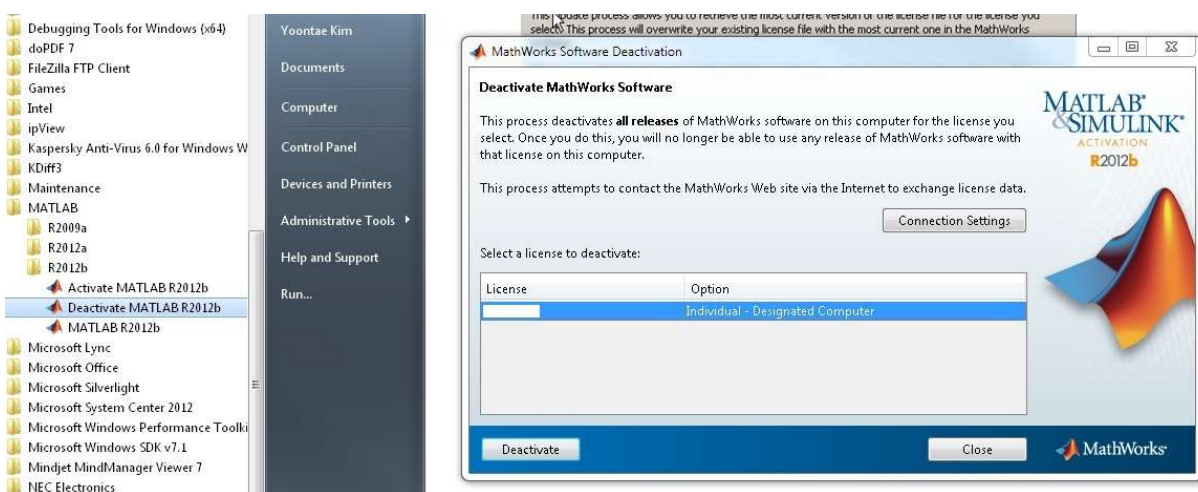 Debugging Tools for Windows (x64)
doPDF 7
FileZilla FTP Client
Games
Intel
ipView
Kaspersky Anti-Virus 6.0 for Windows W
KDiff3
Maintenance
MATLAB
R2009a
R2012a
R2012b
Activate MATLAB R2012b
Deactivate MATLAB R2012b
MATLAB R2012b
Microsoft Lync
Microsoft Office
Microsoft Silverlight
Microsoft System Center 2012
Microsoft Windows Performance Toolki
Microsoft Windows SDK v7.1
Mindjet MindManager Viewer 7
NEC Electronics
Yoontae Kim
Documents
Computer
Control Panel
Devices and Printers
Administrative Tools
Help and Support
Run...
This update process allows you to retrieve the most current version of the license file for the license you
select. This process will overwrite your existing license file with the most current one in the MathWorks
MathWorks Software Deactivation
Deactivate MathWorks Software
This process deactivates all releases of MathWorks software on this computer for the license you
select. Once you do this, you will no longer be able to use any release of MathWorks software with
that license on this computer.
This process attempts to contact the MathWorks Web site via the Internet to exchange license data.
Connection Settings
Select a license to deactivate:
License Option
Individual - Designated Computer
Deactivate
Close
MATLAB®
&SIMULINK®
ACTIVATION
R2012b
MathWorks®